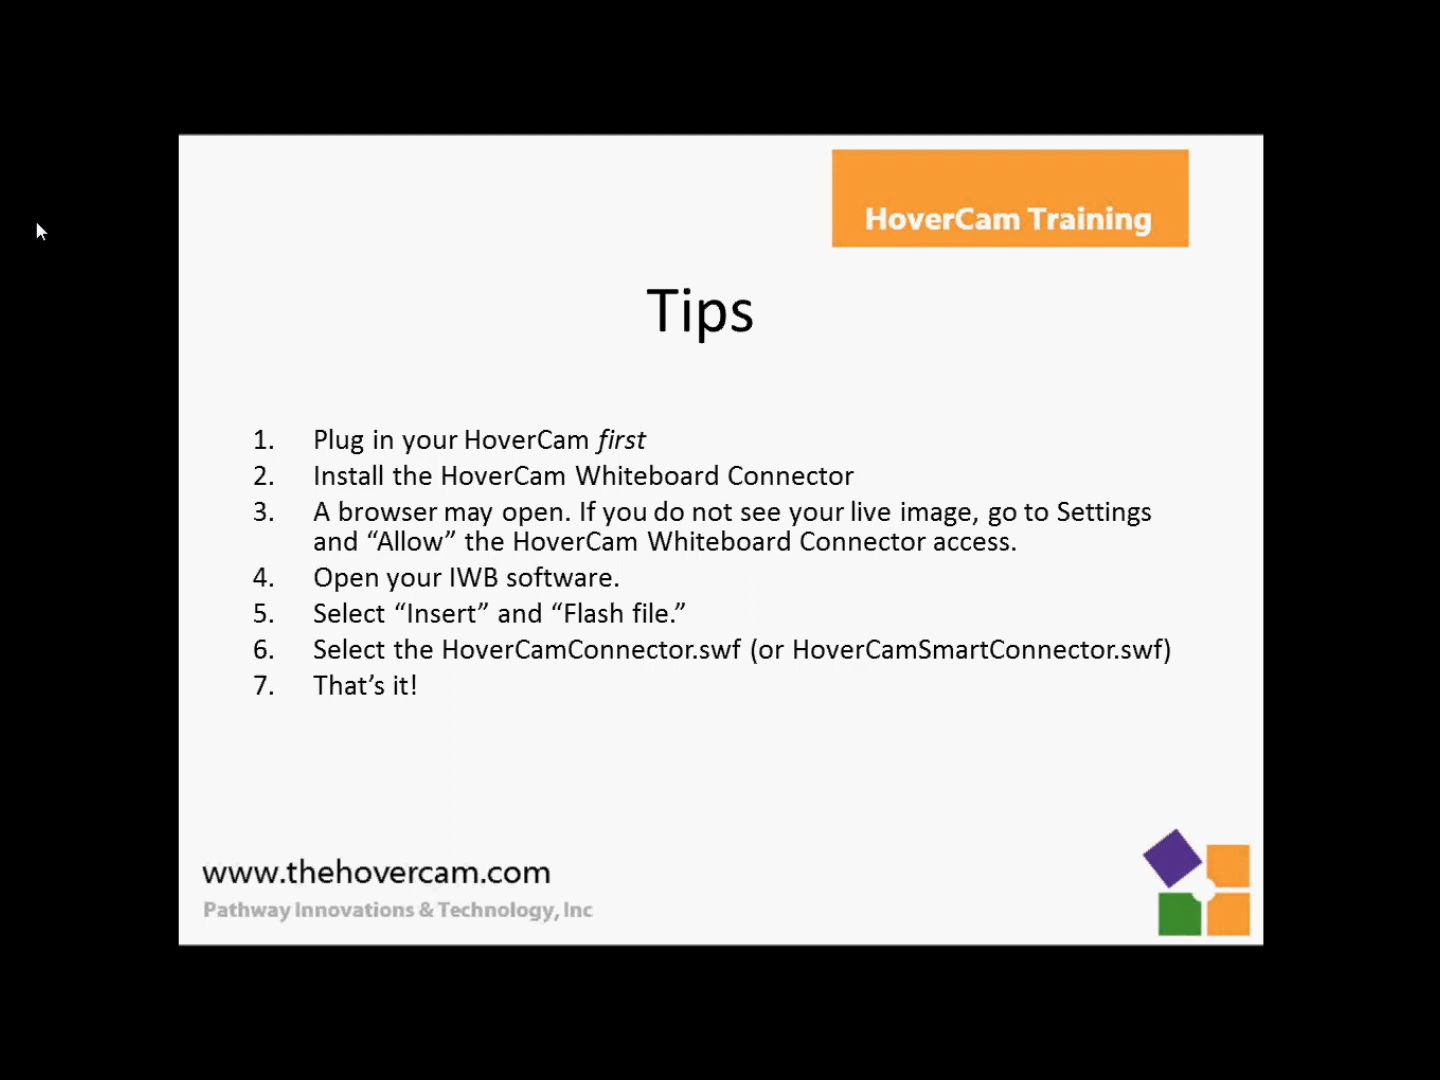 HoverCam Training
Tips
1. Plug in your HoverCam first
2. Install the HoverCam Whiteboard Connector
3. A browser may open. If you do not see your live image, go to Settings
and “Allow” the HoverCam Whiteboard Connector access.
4. Open your IWB software.
5. Select “Insert” and “Flash file.”
6. Select the HoverCamConnector.swf (or HoverCamSmartConnector.swf)
7. That’s it!
www.thehovercam.com
Pathway Innovations & Technology, Inc